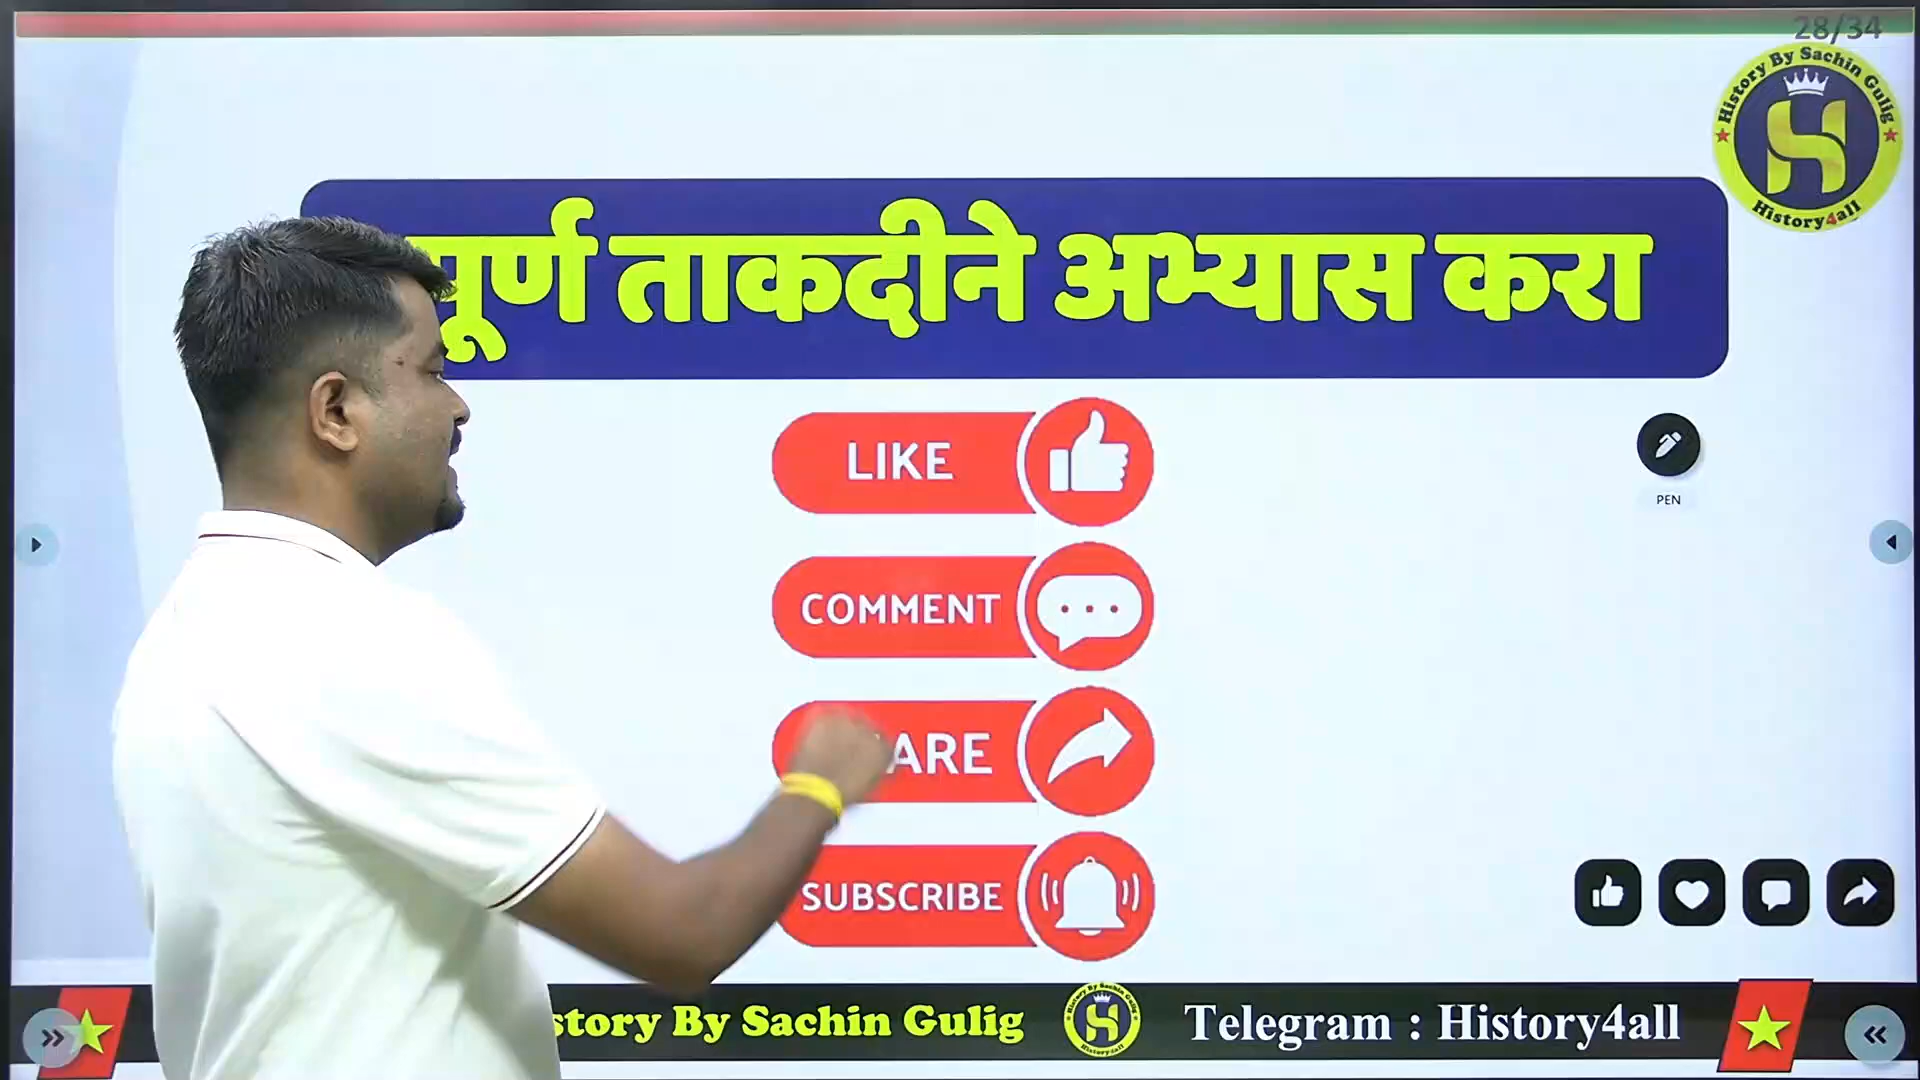 28/34
History By Sachin Gulig
History4all
पूर्ण ताकदीने अभ्यास करा
LIKE
PEN
COMMENT
ARE
SUBSCRIBE
story By Sachin Gulig
Telegram : History4all